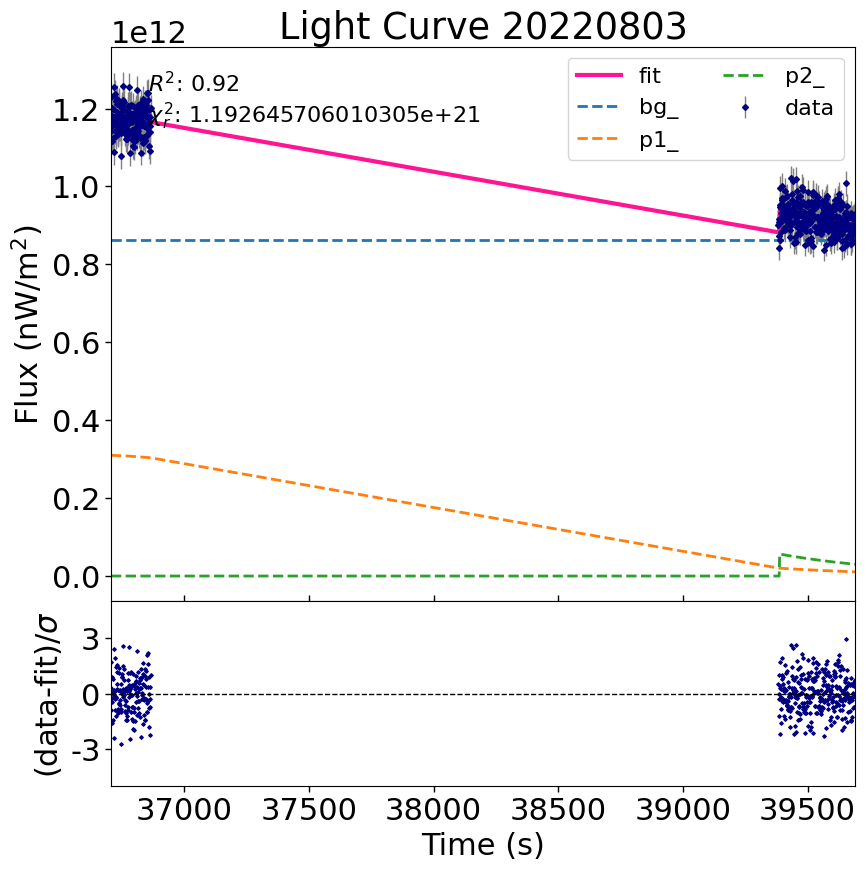 Light Curve 20220803
1e12
R²: 0.92
χ²ᵣ: 1.192645706010305e+21
fit
bg_
p1_
p2_
data
Flux (nW/m²)
1.2
1.0
0.8
0.6
0.4
0.2
0.0
(data-fit)/σ
3
0
-3
37000 37500 38000 38500 39000 39500
Time (s)